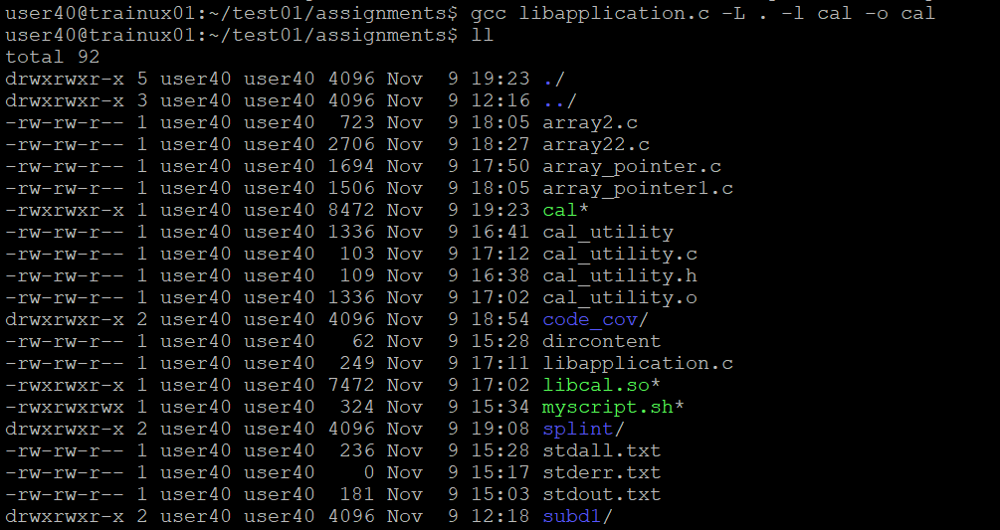 user40@trainux01:~/test01/assignments$ gcc libapplication.c -L . -l cal -o cal
user40@trainux01:~/test01/assignments$ ll
total 92
drwxrwxr-x 5 user40 user40 4096 Nov  9 19:23 ./
drwxrwxr-x 3 user40 user40 4096 Nov  9 12:16 ../
-rw-rw-r-- 1 user40 user40  723 Nov  9 18:05 array2.c
-rw-rw-r-- 1 user40 user40 2706 Nov  9 18:27 array22.c
-rw-rw-r-- 1 user40 user40 1694 Nov  9 17:50 array_pointer.c
-rw-rw-r-- 1 user40 user40 1506 Nov  9 18:05 array_pointer1.c
-rwxrwxr-x 1 user40 user40 8472 Nov  9 19:23 cal*
-rw-rw-r-- 1 user40 user40 1336 Nov  9 16:41 cal_utility
-rw-rw-r-- 1 user40 user40  103 Nov  9 17:12 cal_utility.c
-rw-rw-r-- 1 user40 user40  109 Nov  9 16:38 cal_utility.h
-rw-rw-r-- 1 user40 user40 1336 Nov  9 17:02 cal_utility.o
drwxrwxr-x 2 user40 user40 4096 Nov  9 18:54 code_cov/
-rw-rw-r-- 1 user40 user40   62 Nov  9 15:28 dircontent
-rw-rw-r-- 1 user40 user40  249 Nov  9 17:11 libapplication.c
-rwxrwxr-x 1 user40 user40 7472 Nov  9 17:02 libcal.so*
-rwxrwxrwx 1 user40 user40  324 Nov  9 15:34 myscript.sh*
drwxrwxr-x 2 user40 user40 4096 Nov  9 19:08 splint/
-rw-rw-r-- 1 user40 user40  236 Nov  9 15:28 stdall.txt
-rw-rw-r-- 1 user40 user40    0 Nov  9 15:17 stderr.txt
-rw-rw-r-- 1 user40 user40  181 Nov  9 15:03 stdout.txt
drwxrwxr-x 2 user40 user40 4096 Nov  9 12:18 subd1/